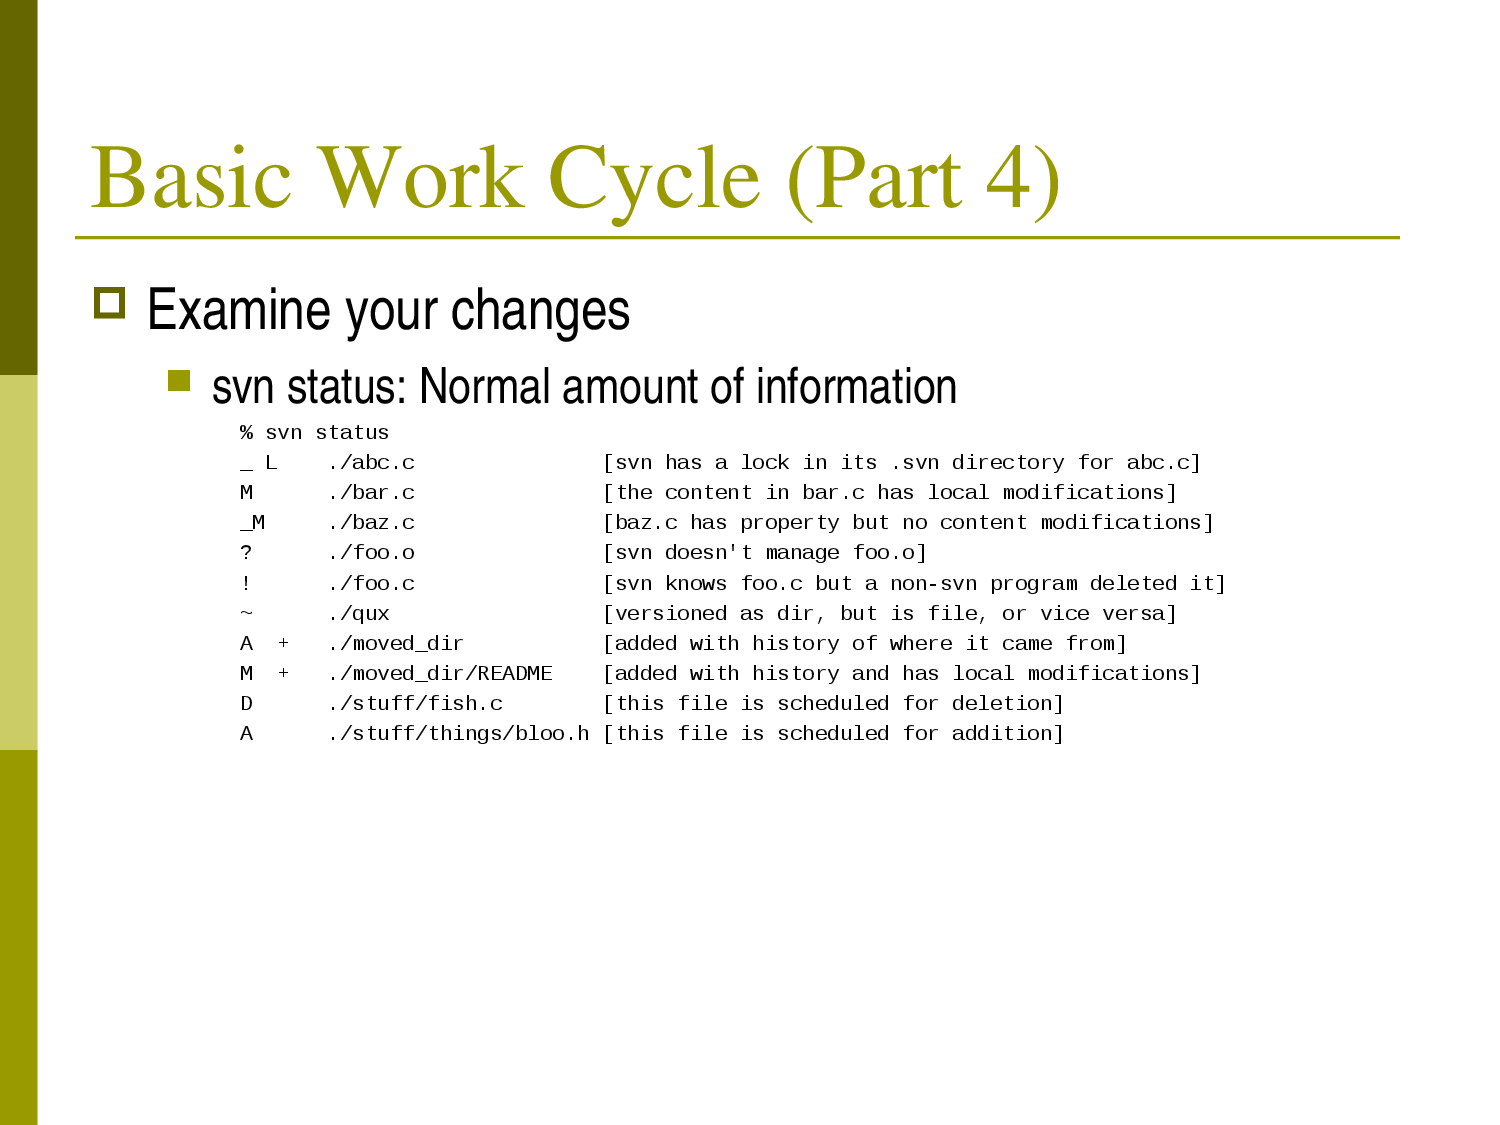 Basic Work Cycle (Part 4)
Examine your changes
svn status: Normal amount of information
% svn status
_ L    ./abc.c               [svn has a lock in its .svn directory for abc.c]
M      ./bar.c               [the content in bar.c has local modifications]
_M     ./baz.c               [baz.c has property but no content modifications]
?      ./foo.o               [svn doesn't manage foo.o]
!      ./foo.c               [svn knows foo.c but a non-svn program deleted it]
~      ./qux                 [versioned as dir, but is file, or vice versa]
A  +   ./moved_dir           [added with history of where it came from]
M  +   ./moved_dir/README    [added with history and has local modifications]
D      ./stuff/fish.c        [this file is scheduled for deletion]
A      ./stuff/things/bloo.h [this file is scheduled for addition]